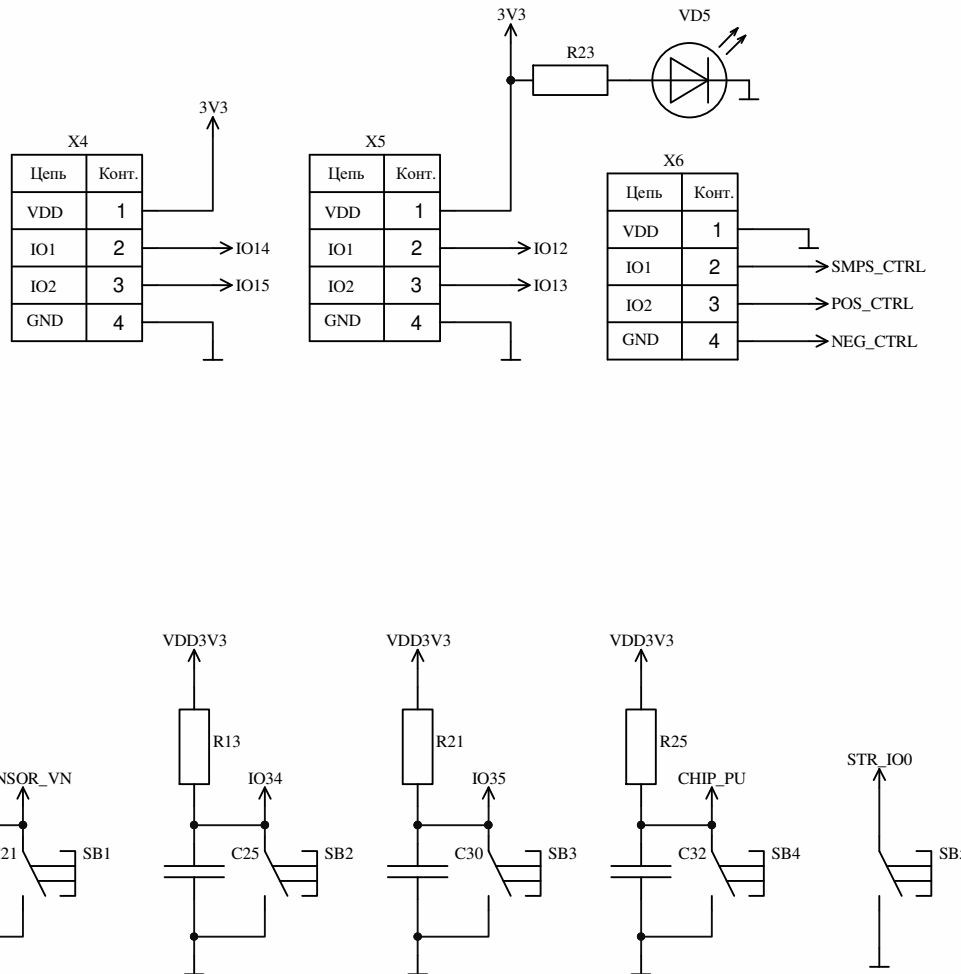 3V3
VD5
R23
3V3
X4
Цепь Конт.
VDD 1
IO1 2
IO2 3
GND 4
IO14
IO15
X5
Цепь Конт.
VDD 1
IO1 2
IO2 3
GND 4
IO12
IO13
X6
Цепь Конт.
VDD 1
IO1 2
IO2 3
GND 4
SMPS_CTRL
POS_CTRL
NEG_CTRL
VDD3V3
VDD3V3
VDD3V3
R13
R21
R25
NSOR_VN
IO34
IO35
CHIP_PU
STR_IO0
21
SB1
C25
SB2
C30
SB3
C32
SB4